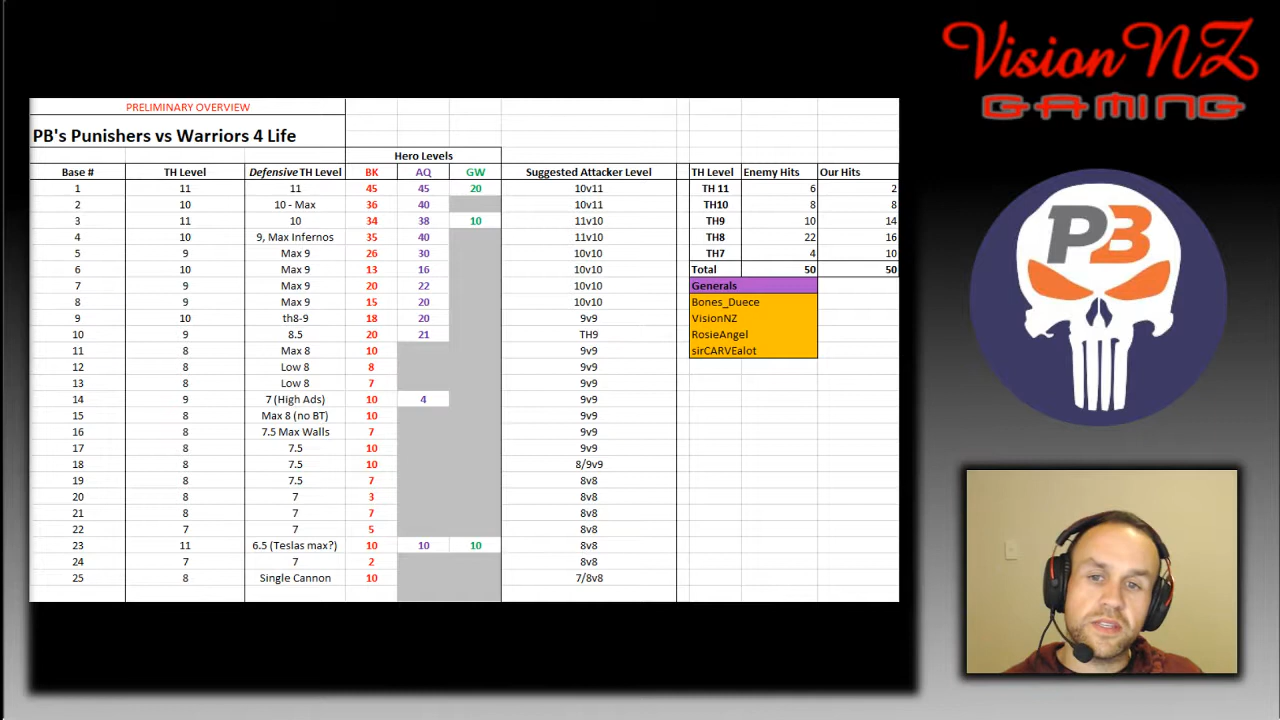 VisionNZ
GAMING
PB
PRELIMINARY OVERVIEW
PB's Punishers vs Warriors 4 Life
Hero Levels
Base # TH Level Defensive TH Level BK AQ GW Suggested Attacker Level TH Level Enemy Hits Our Hits
1 11 11 45 45 20 10v11 TH 11 6 2
2 10 10 - Max 36 40 10v11 TH10 8 8
3 11 10 34 38 10 11v10 TH9 10 14
4 10 9, Max Infernos 35 40 11v10 TH8 22 16
5 9 Max 9 26 30 10v10 TH7 4 10
6 10 Max 9 13 16 10v10 Total 50 50
7 9 Max 9 20 22 10v10 Generals
8 9 Max 9 15 20 10v10 Bones_Duece
9 10 th8-9 18 20 9v9 VisionNZ
10 9 8.5 20 21 TH9 RosieAngel
11 8 Max 8 10 9v9 sirCARVEalot
12 8 Low 8 8 9v9
13 8 Low 8 7 9v9
14 9 7 (High Ads) 10 4 9v9
15 8 Max 8 (no BT) 10 9v9
16 8 7.5 Max Walls 7 9v9
17 8 7.5 10 9v9
18 8 7.5 10 8/9v9
19 8 7.5 7 8v8
20 8 7 3 8v8
21 8 7 7 8v8
22 7 7 5 8v8
23 11 6.5 (Teslas max?) 10 10 10 8v8
24 7 7 2 8v8
25 8 Single Cannon 10 7/8v8